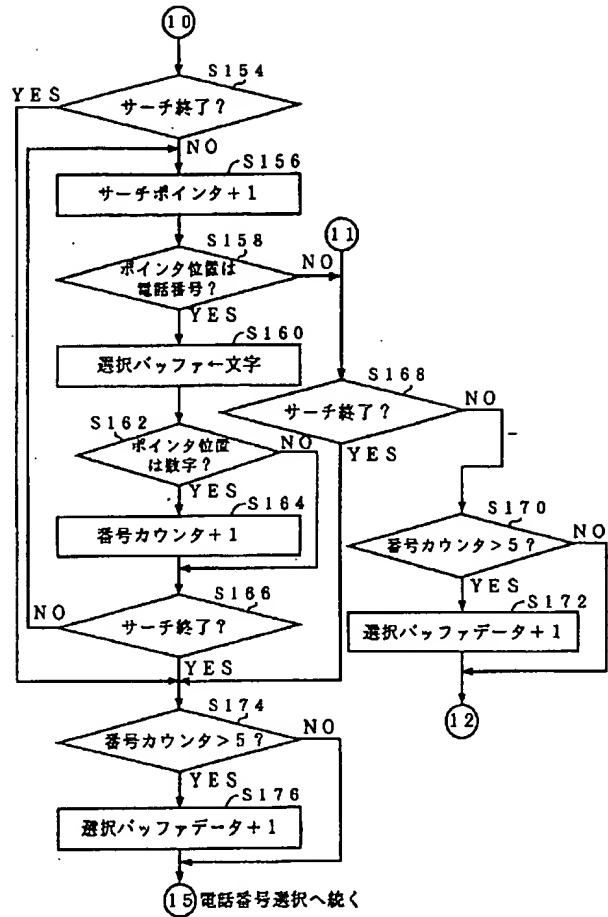 10
S154
YES
サーチ終了?
NO
S156
サーチポインタ+1
S158
11
ポインタ位置は
電話番号?
NO
YES
S160
選択バッファ←文字
S168
サーチ終了?
NO
YES
S162
ポインタ位置
は数字?
NO
YES
S164
番号カウンタ+1
S170
番号カウンタ>5?
NO
YES
S166
NO
サーチ終了?
YES
S172
選択バッファデータ+1
12
S174
番号カウンタ>5?
NO
YES
S176
選択バッファデータ+1
15 電話番号選択へ続く